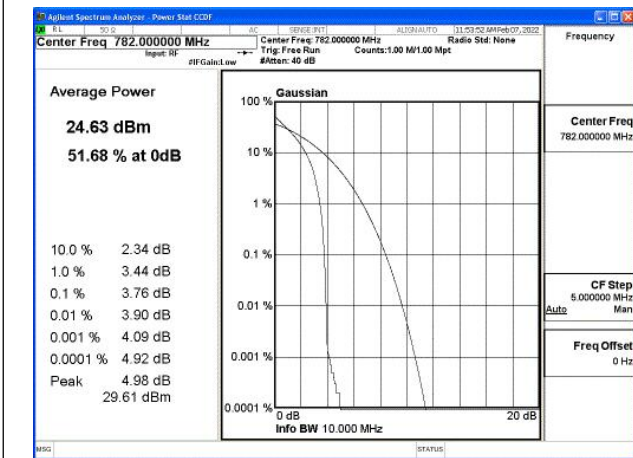 Agilent Spectrum Analyzer - Power Stat CCDF
RL 50 Ω AC SENSE:INT ALIGNAUTO 11:53:52 AM Feb 07, 2022
Center Freq 782.000000 MHz
Input: RF
#IFGain:Low
Center Freq: 782.000000 MHz
Radio Std: None
Trig: Free Run
Counts:1.00 M/1.00 Mpt
#Atten: 40 dB
Frequency
Average Power
24.63 dBm
51.68 % at 0dB
10.0 % 2.34 dB
1.0 % 3.44 dB
0.1 % 3.76 dB
0.01 % 3.90 dB
0.001 % 4.09 dB
0.0001 % 4.92 dB
Peak 4.98 dB
29.61 dBm
Gaussian
100 %
10 %
1 %
0.1 %
0.01 %
0.001 %
0.0001 %
0 dB
20 dB
Info BW 10.000 MHz
Center Freq
782.000000 MHz
CF Step
5.000000 MHz
Auto Man
Freq Offset
0 Hz
MSG
STATUS